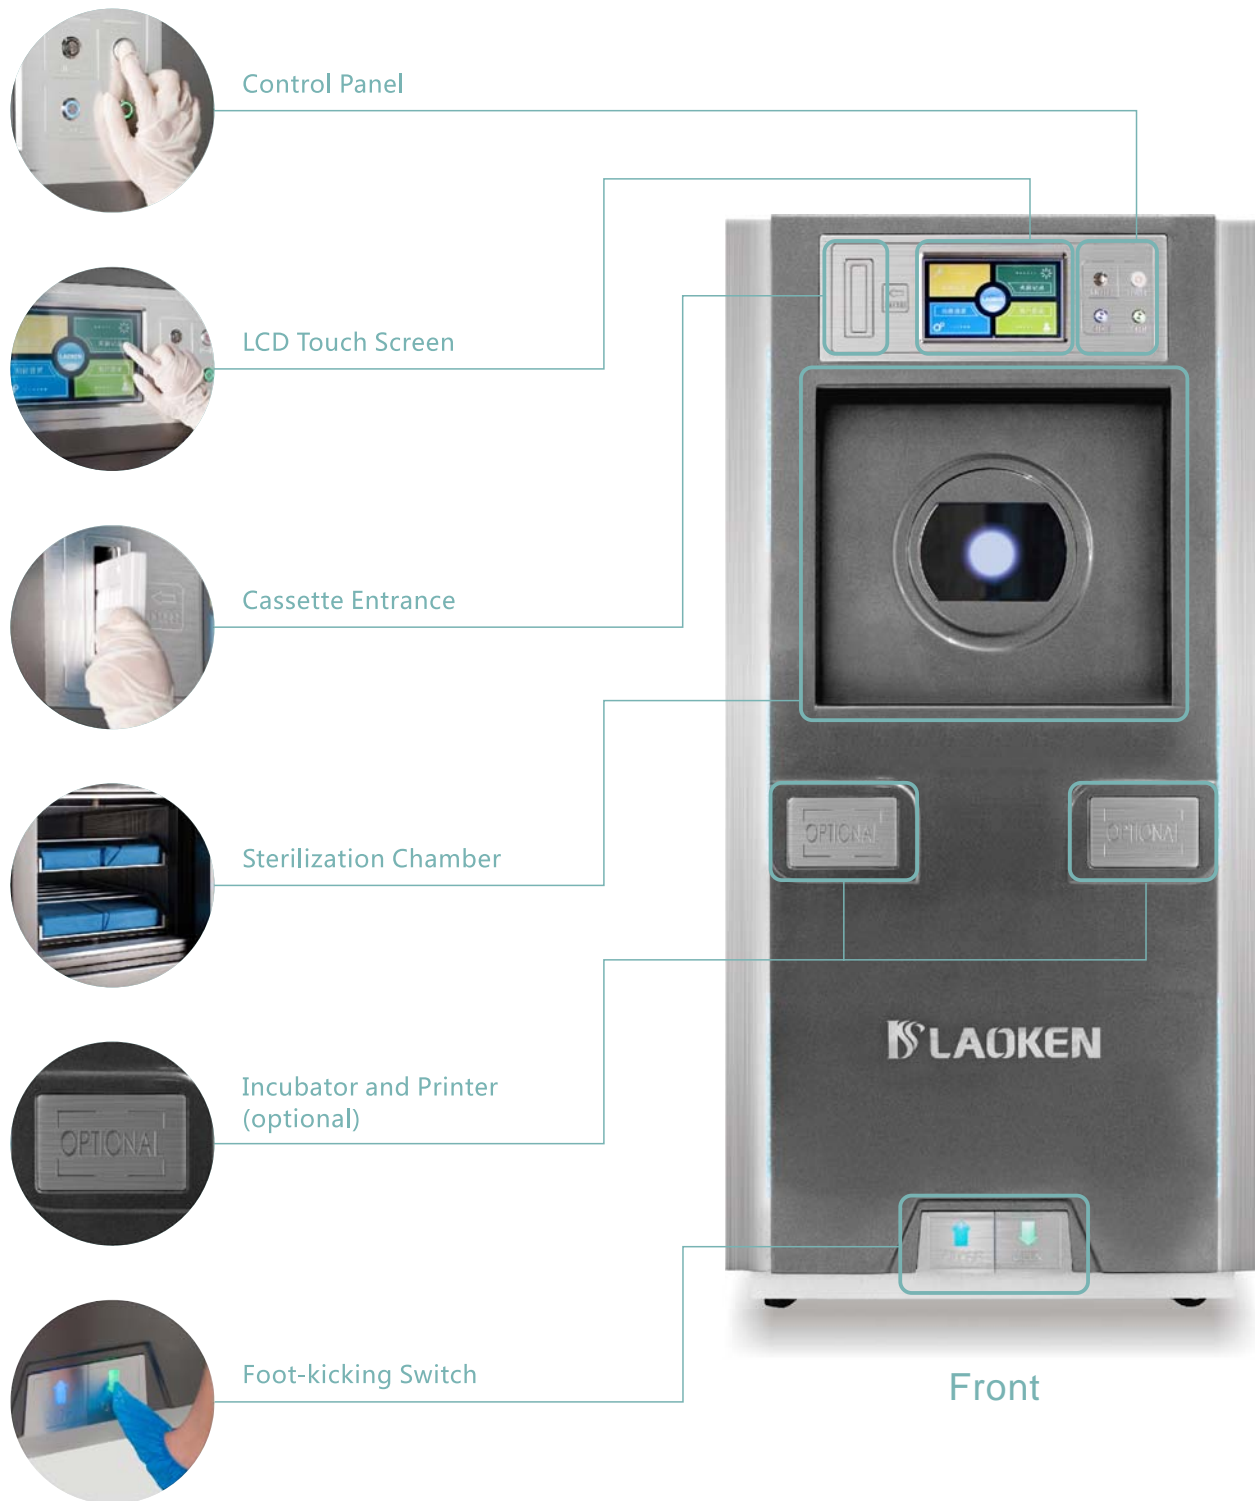 Control Panel
LCD Touch Screen
LAOKEN
Cassette Entrance
Sterilization Chamber
OPTIONAL
OPTIONAL
LAOKEN
Incubator and Printer
(optional)
OPTIONAL
Foot-kicking Switch
Front